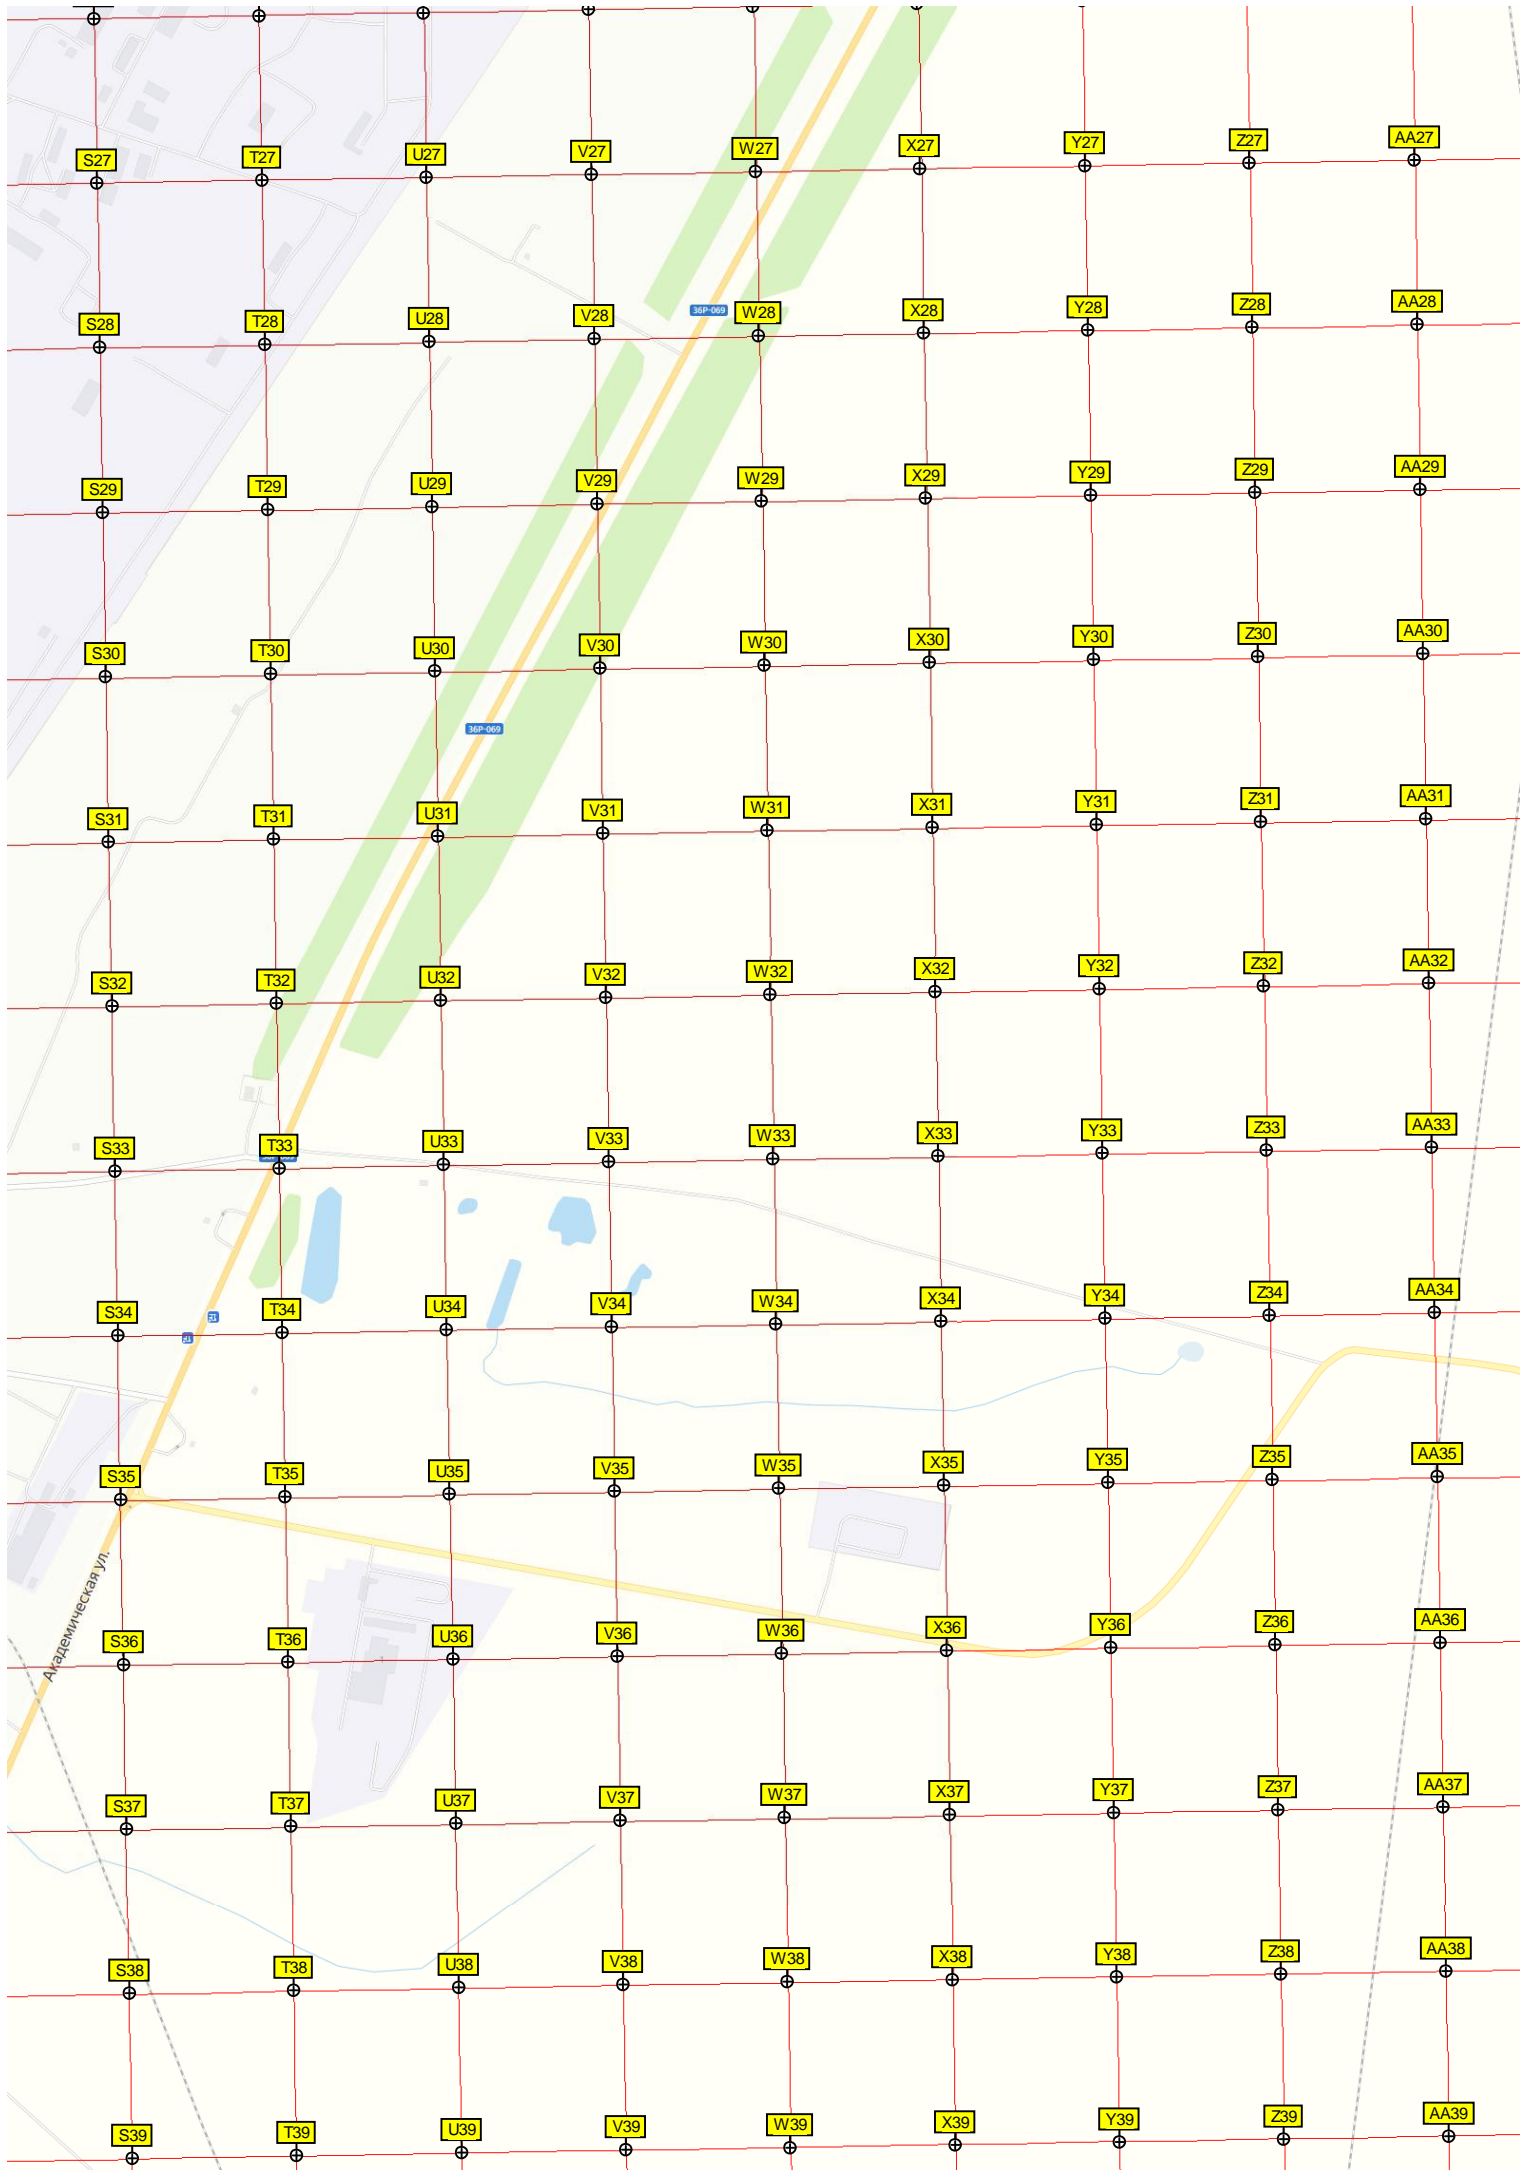 S27 T27 U27 V27 W27 X27 Y27 Z27 AA27
36Р-069
S28 T28 U28 V28 W28 X28 Y28 Z28 AA28
S29 T29 U29 V29 W29 X29 Y29 Z29 AA29
S30 T30 U30 V30 W30 X30 Y30 Z30 AA30
36Р-069
S31 T31 U31 V31 W31 X31 Y31 Z31 AA31
S32 T32 U32 V32 W32 X32 Y32 Z32 AA32
S33 T33 U33 V33 W33 X33 Y33 Z33 AA33
S34 T34 U34 V34 W34 X34 Y34 Z34 AA34
S35 T35 U35 V35 W35 X35 Y35 Z35 AA35
Академическая ул.
S36 T36 U36 V36 W36 X36 Y36 Z36 AA36
S37 T37 U37 V37 W37 X37 Y37 Z37 AA37
S38 T38 U38 V38 W38 X38 Y38 Z38 AA38
S39 T39 U39 V39 W39 X39 Y39 Z39 AA39